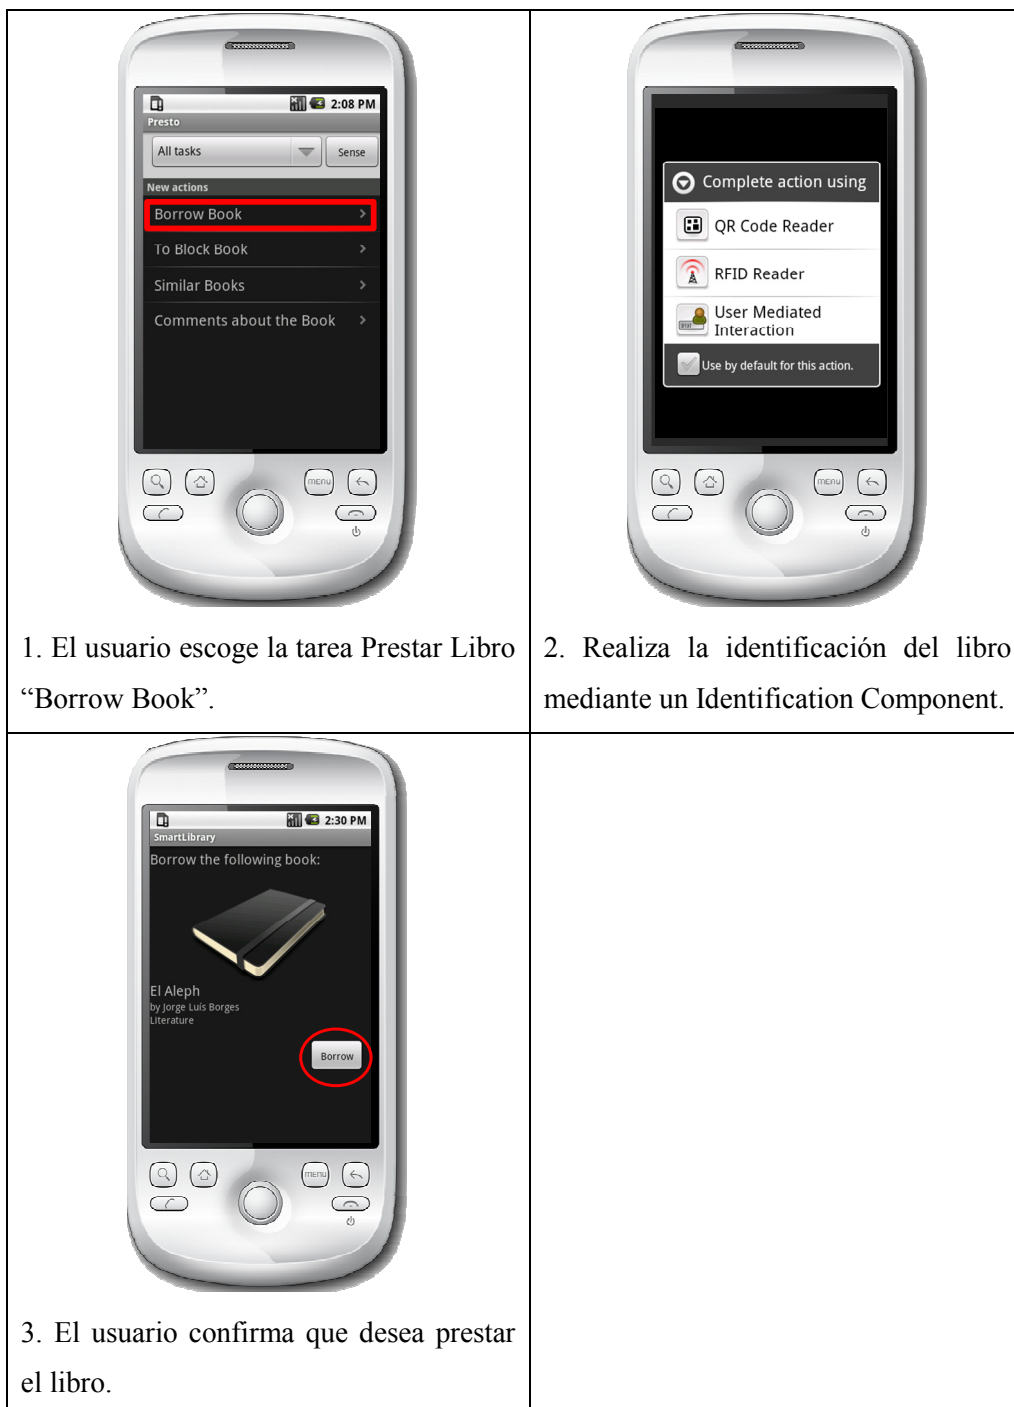 2:08 PM
Presto
All tasks
Sense
New actions
Borrow Book
To Block Book
Similar Books
Comments about the Book
MENU
1. El usuario escoge la tarea Prestar Libro
“Borrow Book”.
Complete action using
QR Code Reader
RFID Reader
User Mediated
Interaction
Use by default for this action.
MENU
2. Realiza la identificación del libro
mediante un Identification Component.
2:30 PM
SmartLibrary
Borrow the following book:
El Aleph
by Jorge Luís Borges
Literature
Borrow
MENU
3. El usuario confirma que desea prestar
el libro.